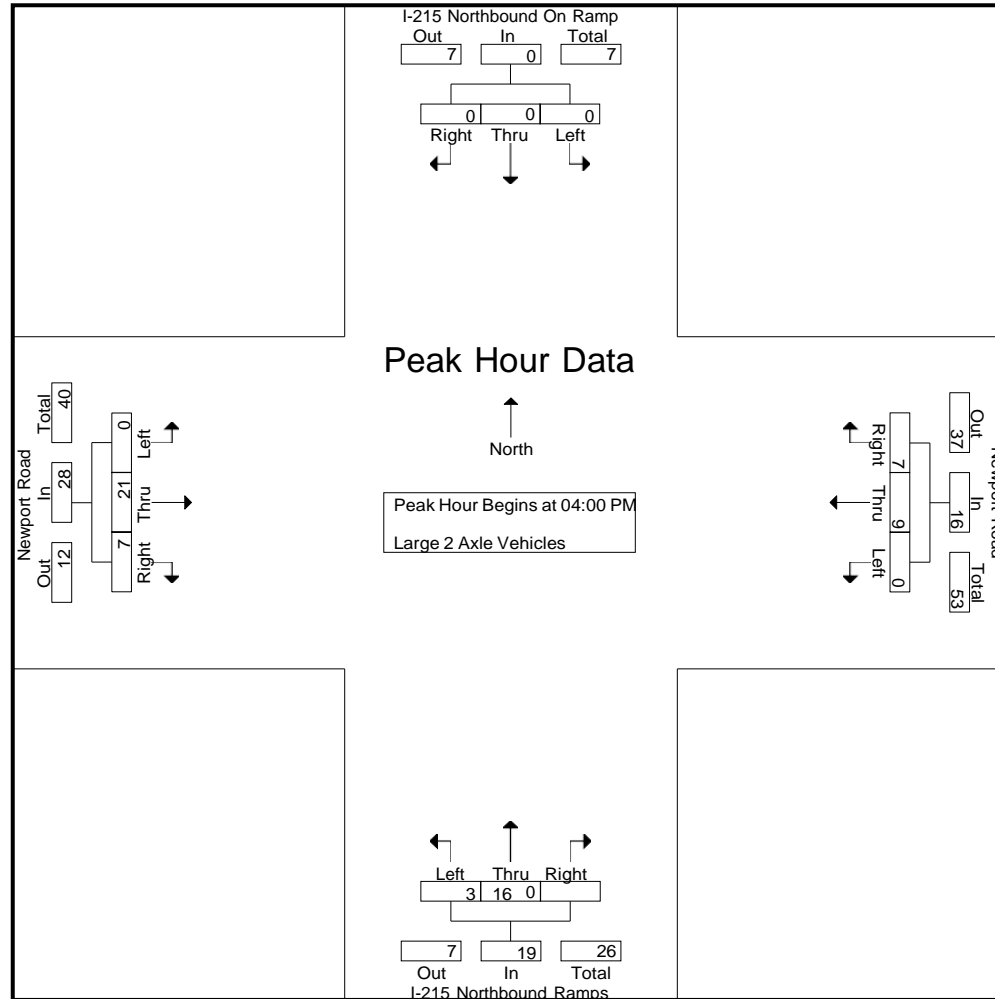 I-215 Northbound On Ramp
Out In Total
7 0 7
0 0 0
Right Thru Left
Peak Hour Data
North
Peak Hour Begins at 04:00 PM
Large 2 Axle Vehicles
Newport Road
Out In Total
12 28 40
Right Thru Left
7 21 0
Newport Road
Out In Total
37 16 53
Right Thru Left
7 9 0
Left Thru Right
3 16 0
7 19 26
Out In Total
I-215 Northbound Ramps